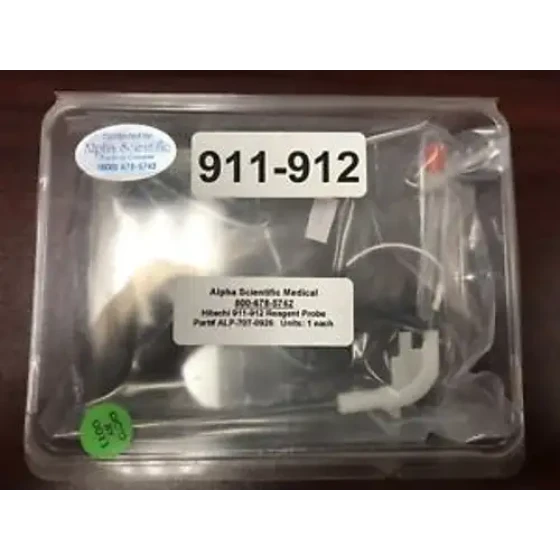 Alpha Scientific
(800) 678-5742
911-912
Alpha Scientific Medical
800-678-5742
Hitachi 911-912 Reagent Probe
Part# ALP-707-0926 Units: 1 each